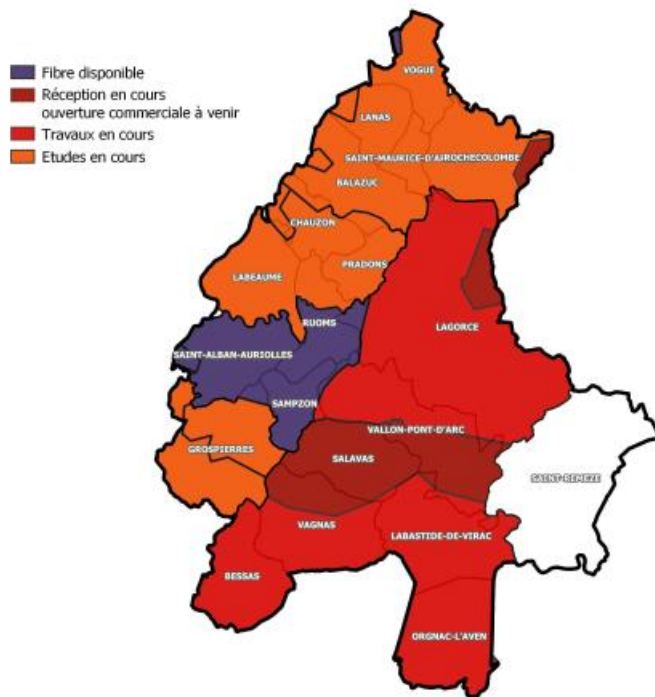 Fibre disponible
Réception en cours
ouverture commerciale à venir
Travaux en cours
Etudes en cours
VOGUE
LANAS
SAINT-MAURICE-D'A
ROCHECOLOMBE
BALAZUC
CHAUZON
LABEAUME
PRADONS
RUOMS
LAGORCE
SAINT-ALBAN-AURIOLLES
SAMPZON
VALLON-PONT-D'ARC
GROSPIERRES
SALAVAS
SAINT-REMEZE
VAGNAS
LABASTIDE-DE-VIRAC
BESSAS
ORGNAC-L'AVEN